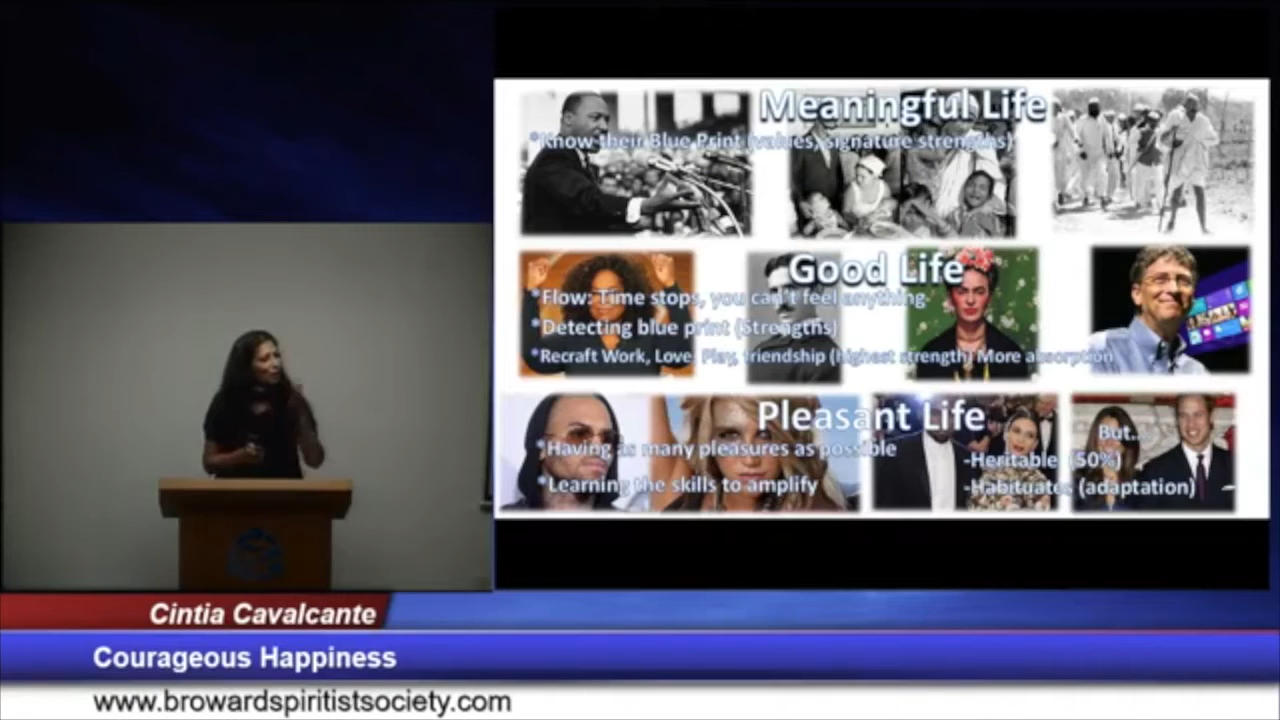 Meaningful Life
*Know their Blue Print (values, signature strengths)
Good Life
*Flow: Time stops, you can't feel anything
*Detecting blue print (Strengths)
*Recraft Work, Love Play, friendship (highest strength) More absorption
Pleasant Life
*Having as many pleasures as possible
*Learning the skills to amplify
But...
-Heritable (50%)
-Habituates (adaptation)
Cintia Cavalcante
Courageous Happiness
www.browardspiritistsociety.com